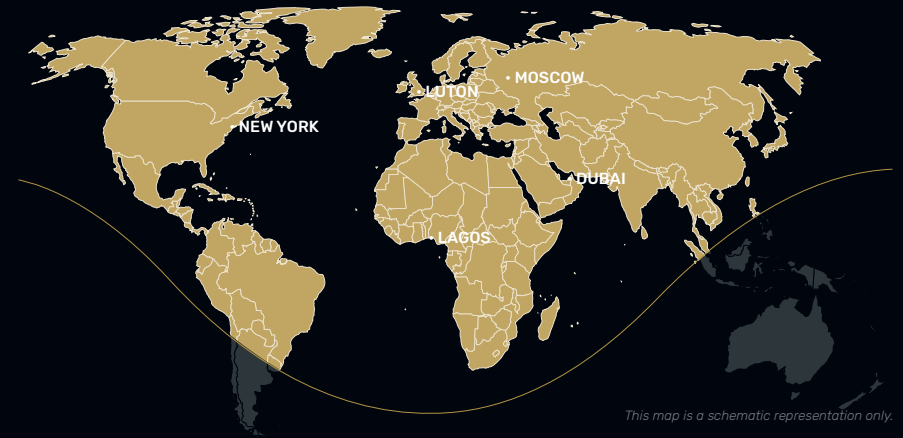 MOSCOW
LUTON
NEW YORK
DUBAI
LAGOS
This map is a schematic representation only.